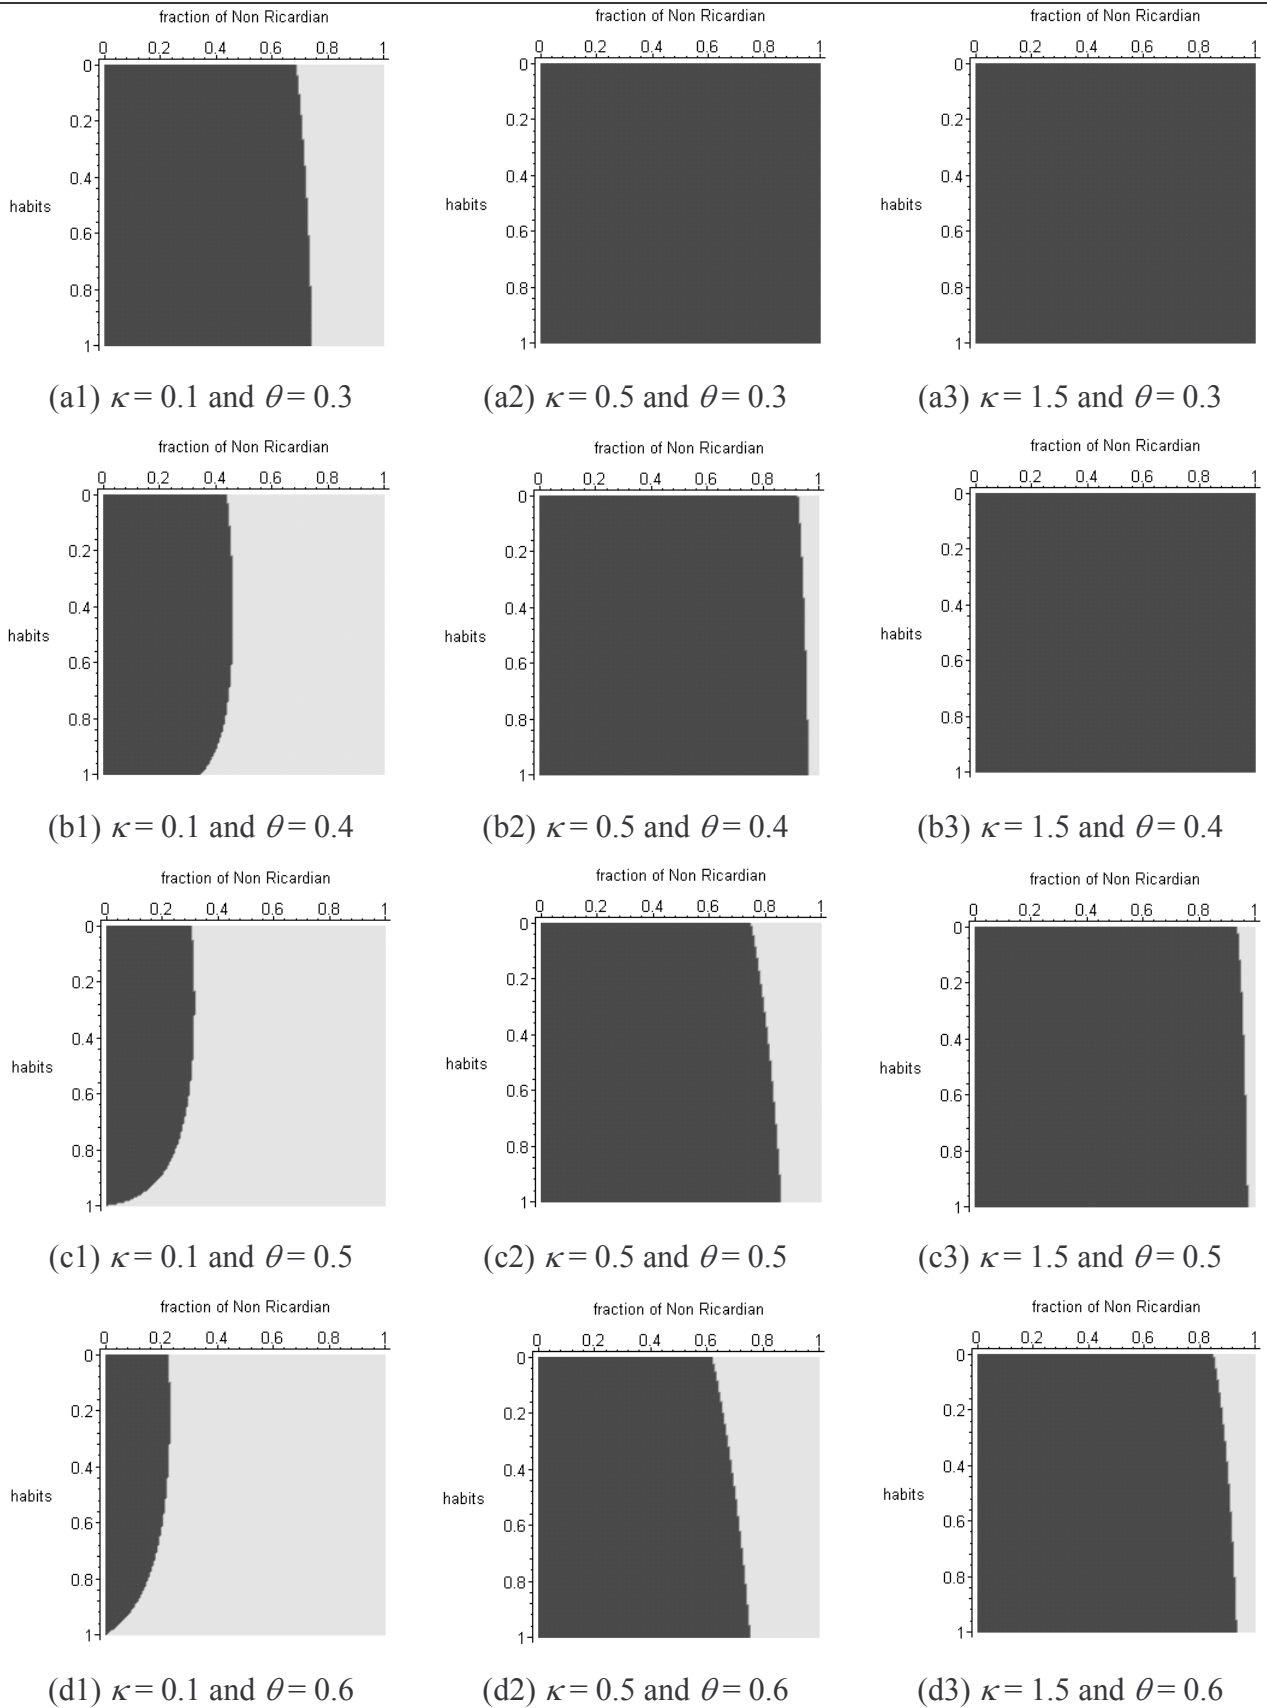 fraction of Non Ricardian fraction of Non Ricardian fraction of Non Ricardian
0 0.2 0.4 0.6 0.8 1 0 0.2 0.4 0.6 0.8 1 0 0.2 0.4 0.6 0.8 1
0 0 0
0.2 0.2 0.2
0.4 0.4 0.4
habits habits habits
0.6 0.6 0.6
0.8 0.8 0.8
1 1 1
(a1) κ = 0.1 and θ = 0.3 (a2) κ = 0.5 and θ = 0.3 (a3) κ = 1.5 and θ = 0.3
fraction of Non Ricardian fraction of Non Ricardian fraction of Non Ricardian
0 0.2 0.4 0.6 0.8 1 0 0.2 0.4 0.6 0.8 1 0 0.2 0.4 0.6 0.8 1
0 0 0
0.2 0.2 0.2
0.4 0.4 0.4
habits habits habits
0.6 0.6 0.6
0.8 0.8 0.8
1 1 1
(b1) κ = 0.1 and θ = 0.4 (b2) κ = 0.5 and θ = 0.4 (b3) κ = 1.5 and θ = 0.4
fraction of Non Ricardian fraction of Non Ricardian fraction of Non Ricardian
0 0.2 0.4 0.6 0.8 1 0 0.2 0.4 0.6 0.8 1 0 0.2 0.4 0.6 0.8 1
0 0 0
0.2 0.2 0.2
0.4 0.4 0.4
habits habits habits
0.6 0.6 0.6
0.8 0.8 0.8
1 1 1
(c1) κ = 0.1 and θ = 0.5 (c2) κ = 0.5 and θ = 0.5 (c3) κ = 1.5 and θ = 0.5
fraction of Non Ricardian fraction of Non Ricardian fraction of Non Ricardian
0 0.2 0.4 0.6 0.8 1 0 0.2 0.4 0.6 0.8 1 0 0.2 0.4 0.6 0.8 1
0 0 0
0.2 0.2 0.2
0.4 0.4 0.4
habits habits habits
0.6 0.6 0.6
0.8 0.8 0.8
1 1 1
(d1) κ = 0.1 and θ = 0.6 (d2) κ = 0.5 and θ = 0.6 (d3) κ = 1.5 and θ = 0.6